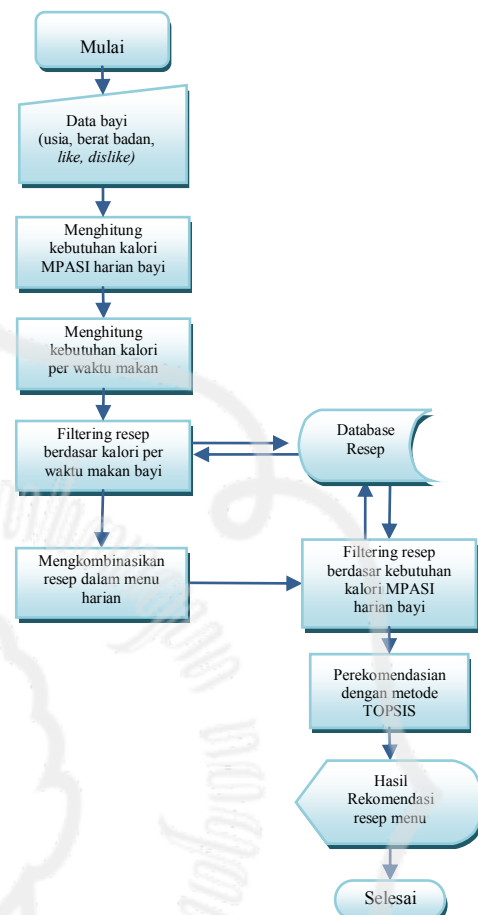 Mulai
Data bayi
(usia, berat badan,
like, dislike)
Menghitung
kebutuhan kalori
MPASI harian bayi
Menghitung
kebutuhan kalori
per waktu makan
Filtering resep
berdasar kalori per
waktu makan bayi
Database
Resep
Mengkombinasikan
resep dalam menu
harian
Filtering resep
berdasar kebutuhan
kalori MPASI
harian bayi
Perekomendasian
dengan metode
TOPSIS
Hasil
Rekomendasi
resep menu
Selesai